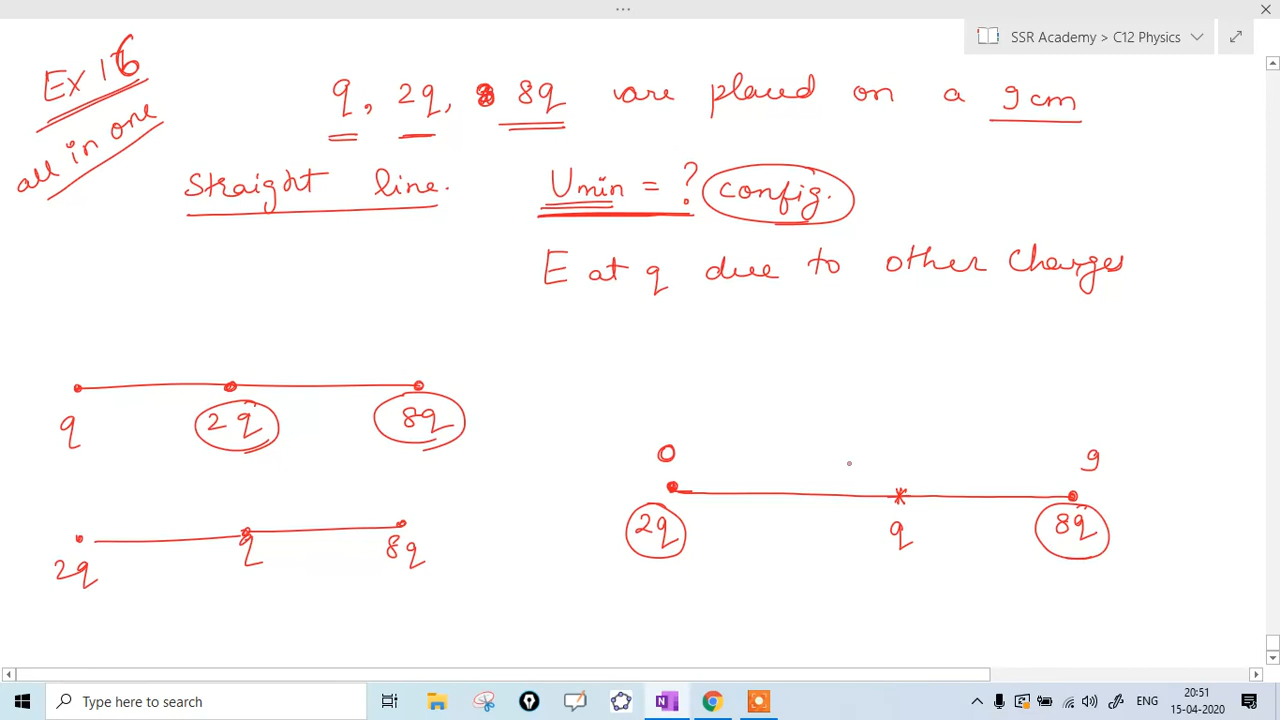 SSR Academy > C12 Physics
Ex 16
all in one
q, 2q, 8q are placed on a 9 cm
straight line. Umin = ? config.
E at q due to other charges
q 2q 8q
0 9
2q q 8q
2q q 8q
Type here to search
20:51
15-04-2020